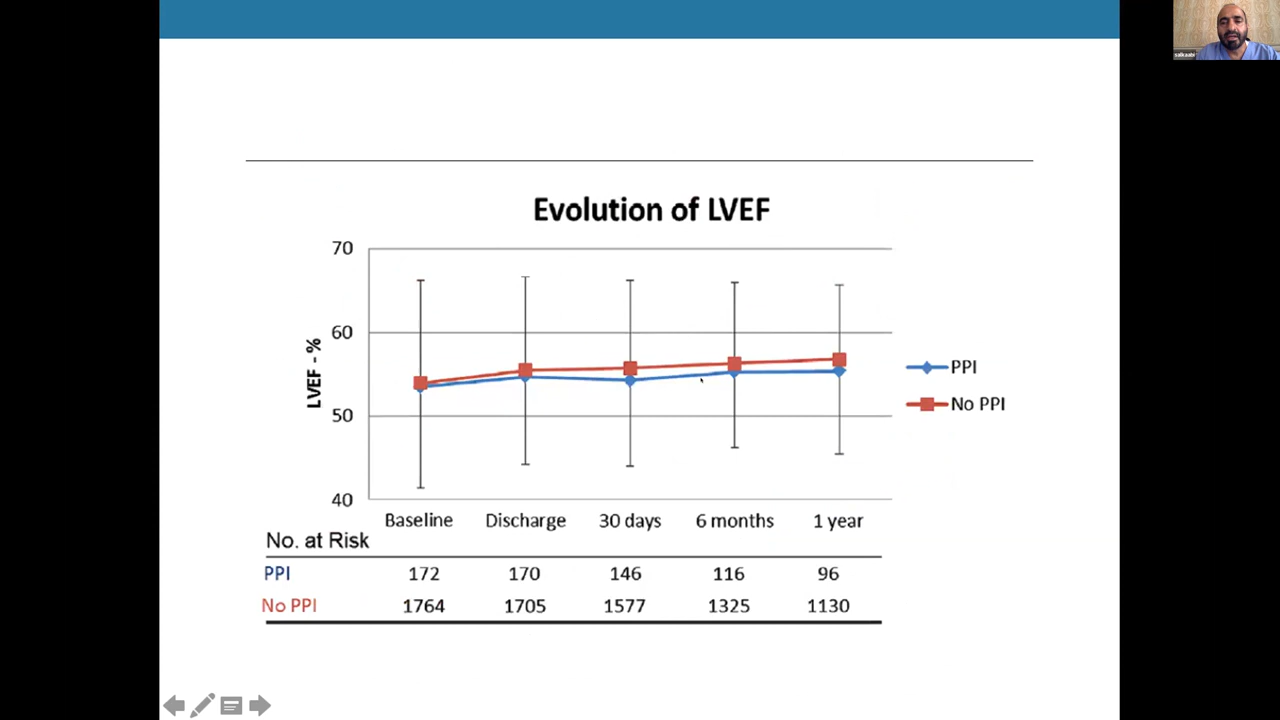 Evolution of LVEF
70
60
50
40
LVEF - %
PPI
No PPI
Baseline Discharge 30 days 6 months 1 year
No. at Risk
PPI 172 170 146 116 96
No PPI 1764 1705 1577 1325 1130